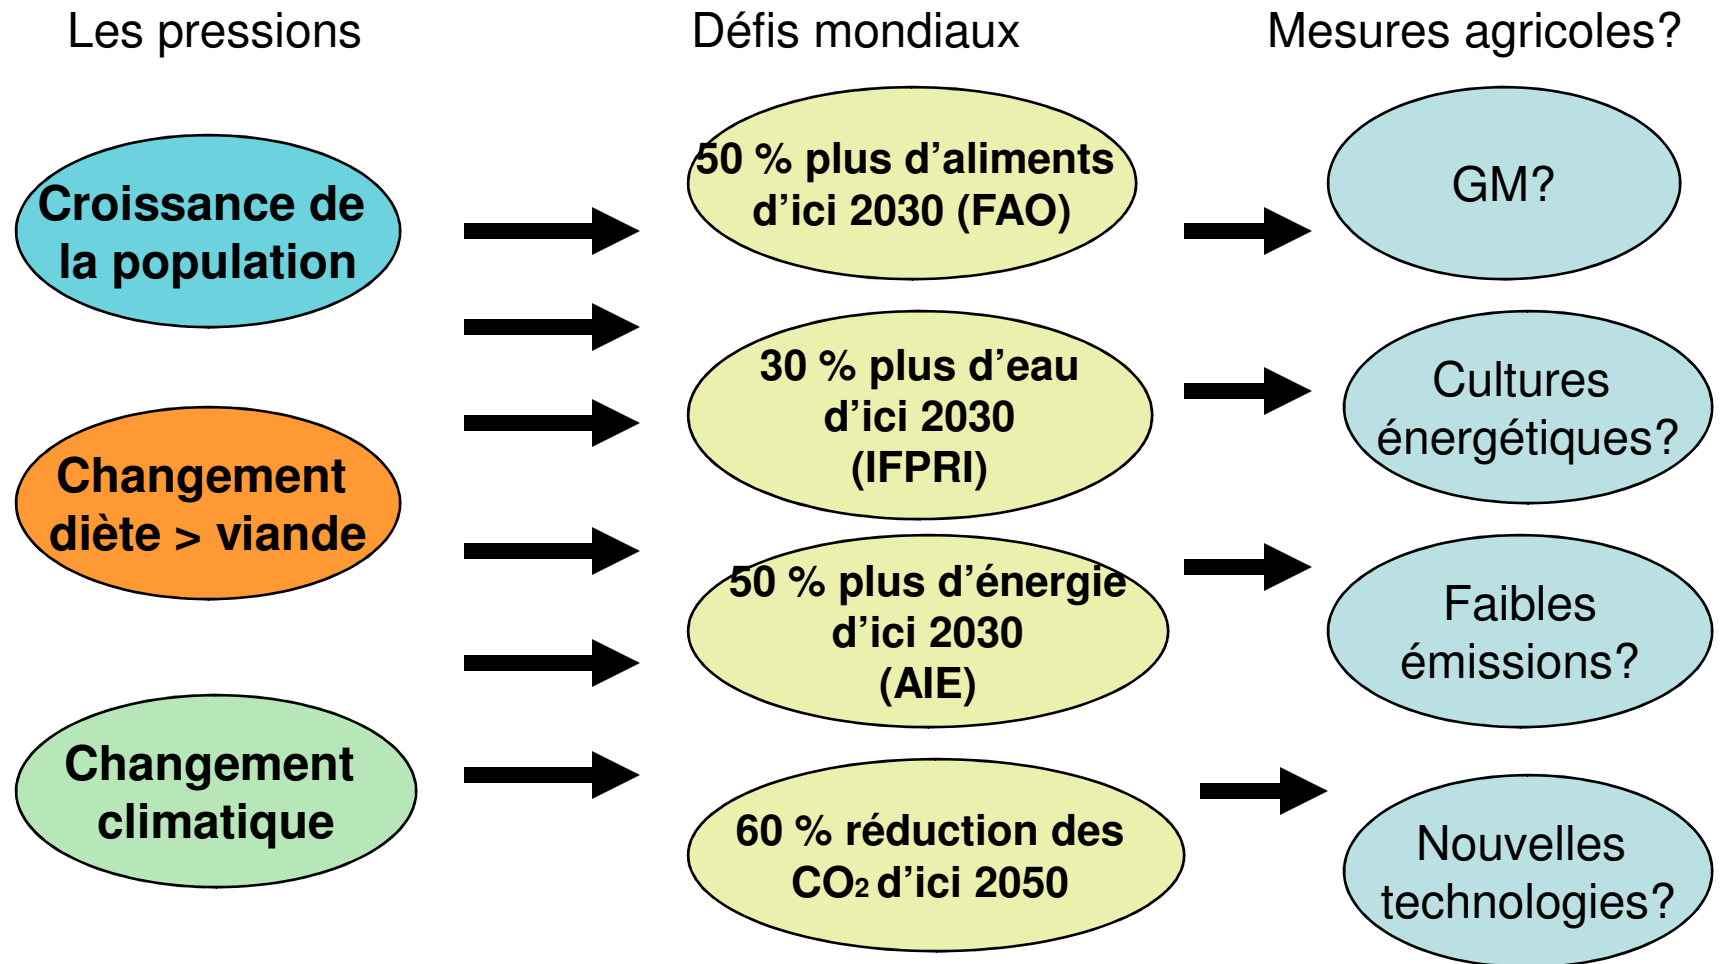 Les pressions
Défis mondiaux
Mesures agricoles?
Croissance de
la population
Changement
diète > viande
Changement
climatique
50 % plus d’aliments
d’ici 2030 (FAO)
30 % plus d’eau
d’ici 2030
(IFPRI)
50 % plus d’énergie
d’ici 2030
(AIE)
60 % réduction des
CO₂ d’ici 2050
GM?
Cultures
énergétiques?
Faibles
émissions?
Nouvelles
technologies?